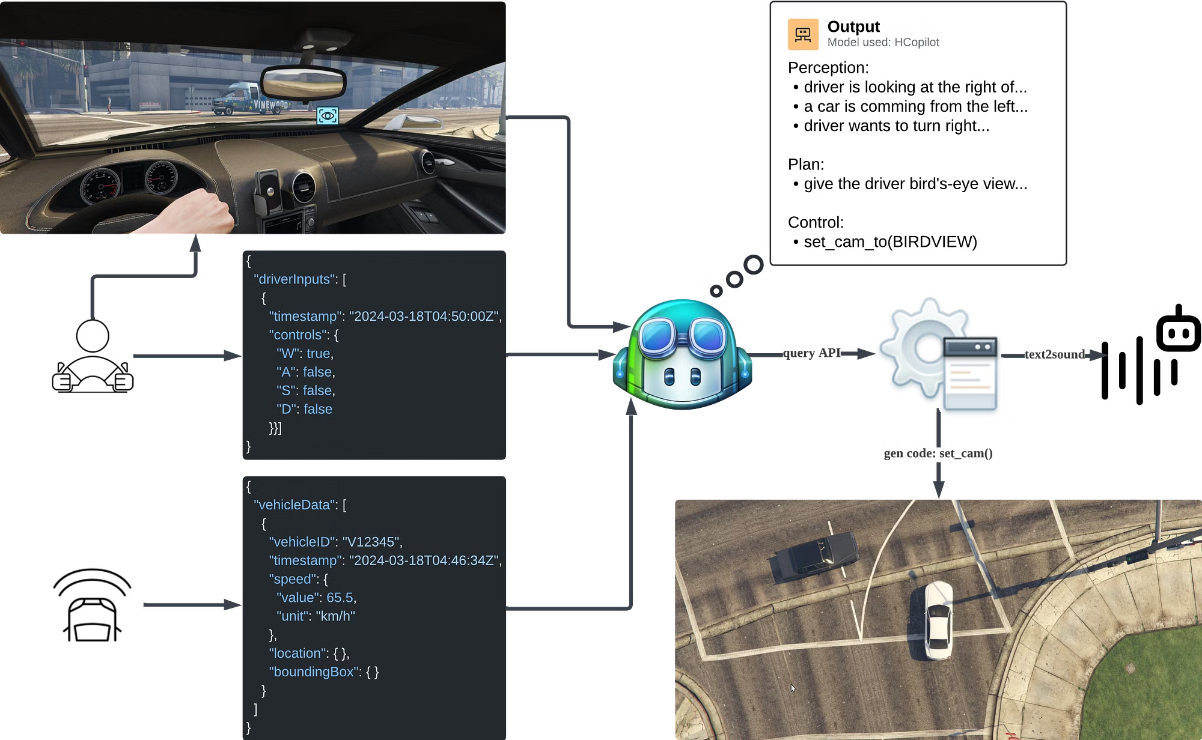 VINEWOOD
Output
Model used: HCopilot
Perception:
• driver is looking at the right of...
• a car is comming from the left...
• driver wants to turn right...
Plan:
• give the driver bird's-eye view...
Control:
• set_cam_to(BIRDVIEW)
{
"driverInputs": [
{
"timestamp": "2024-03-18T04:50:00Z",
"controls": {
"W": true,
"A": false,
"S": false,
"D": false
}}]
}
{
"vehicleData": [
{
"vehicleID": "V12345",
"timestamp": "2024-03-18T04:46:34Z",
"speed": {
"value": 65.5,
"unit": "km/h"
},
"location": { },
"boundingBox": { }
}
]
}
query API
text2sound
gen code: set_cam()